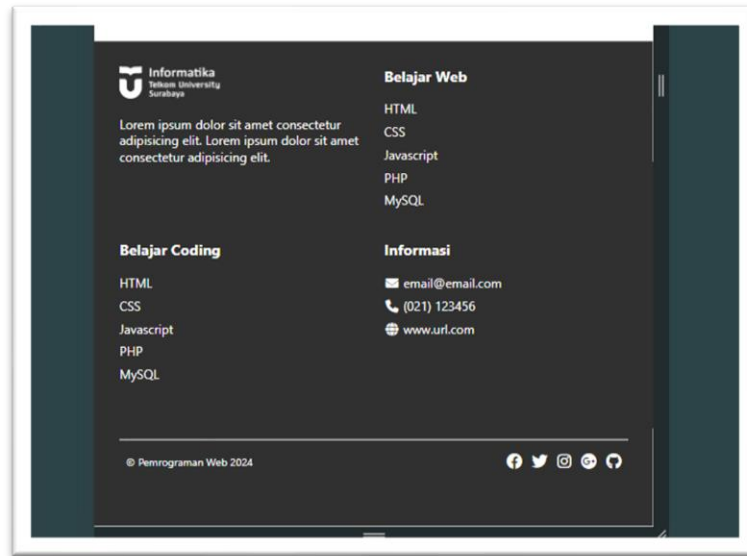 Informatika
Telkom University
Surabaya
Lorem ipsum dolor sit amet consectetur
adipisicing elit. Lorem ipsum dolor sit amet
consectetur adipisicing elit.
Belajar Web
HTML
CSS
Javascript
PHP
MySQL
Belajar Coding
HTML
CSS
Javascript
PHP
MySQL
Informasi
email@email.com
(021) 123456
www.url.com
© Pemrograman Web 2024